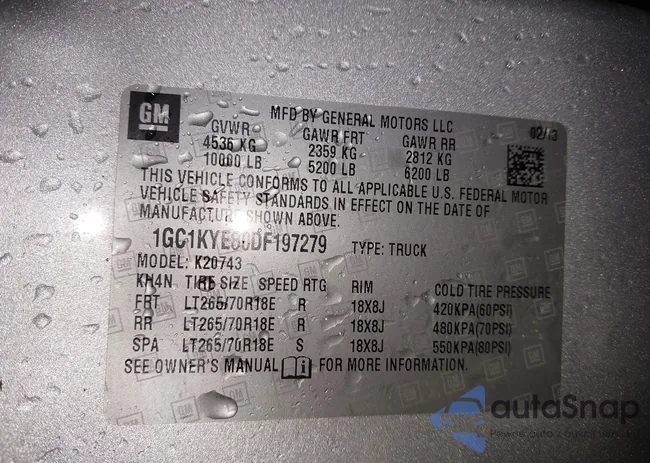 GM
MFD BY GENERAL MOTORS LLC
02/13
GVWR GAWR FRT GAWR RR
4536 KG 2359 KG 2812 KG
10000 LB 5200 LB 6200 LB
THIS VEHICLE CONFORMS TO ALL APPLICABLE U.S. FEDERAL MOTOR
VEHICLE SAFETY STANDARDS IN EFFECT ON THE DATE OF
MANUFACTURE SHOWN ABOVE.
TYPE: TRUCK
MODEL: K20743
KH4N TIRE SIZE SPEED RTG RIM COLD TIRE PRESSURE
FRT LT265/70R18E R 18X8J 420KPA(60PSI)
RR LT265/70R18E R 18X8J 480KPA(70PSI)
SPA LT265/70R18E S 18X8J 550KPA(80PSI)
SEE OWNER'S MANUAL FOR MORE INFORMATION.
autaSnap